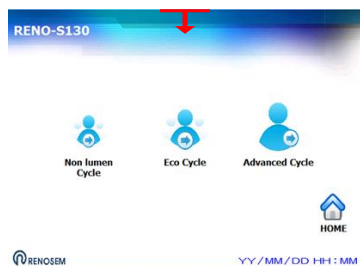 RENO-S130
Non lumen
Cycle
Eco Cycle
Advanced Cycle
HOME
RENOSEM
YY/MM/DD HH:MM